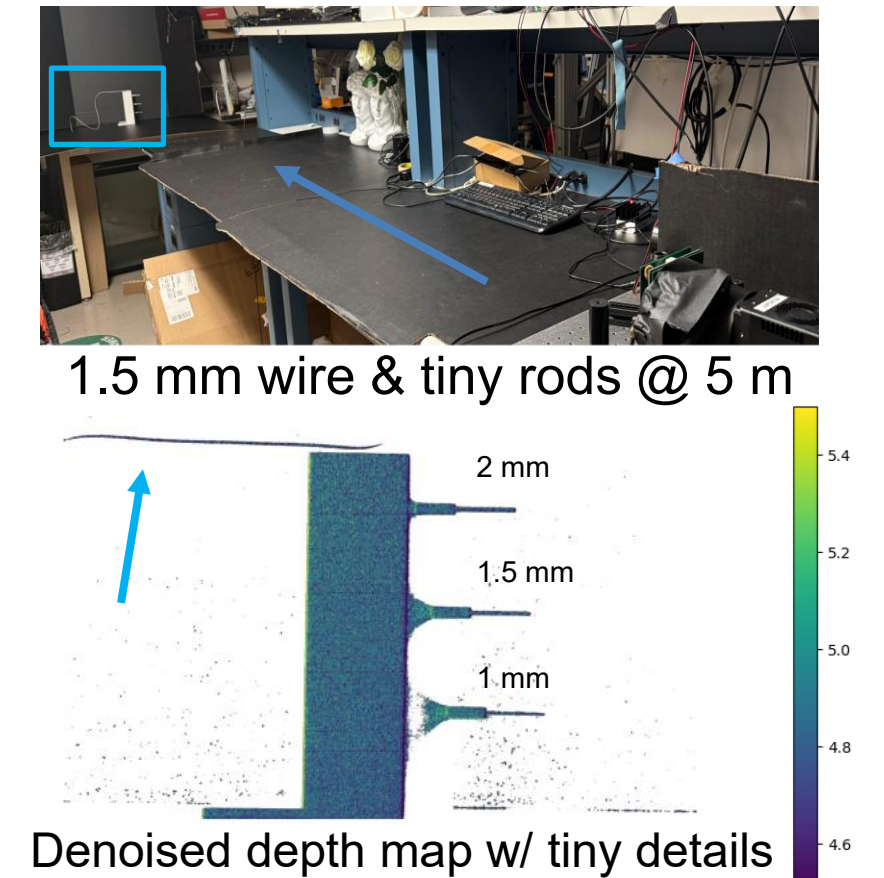 1.5 mm wire & tiny rods @ 5 m
2 mm
1.5 mm
1 mm
5.4
5.2
5.0
4.8
4.6
Denoised depth map w/ tiny details